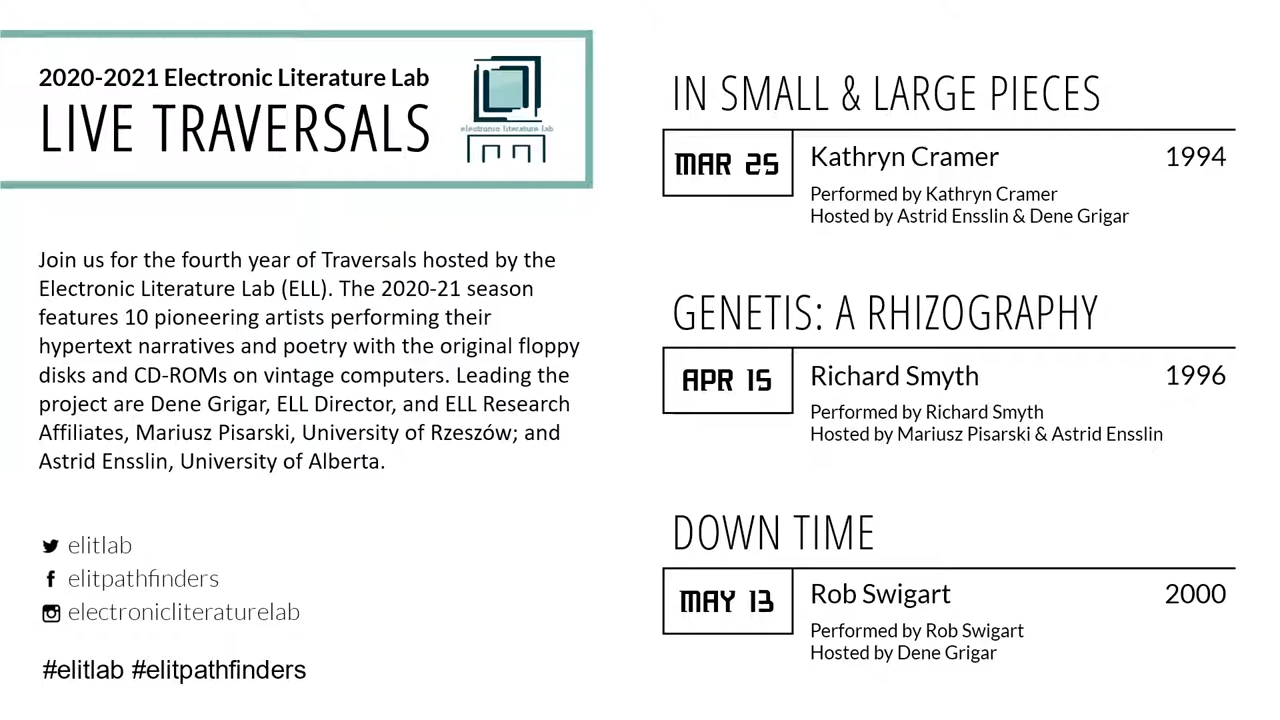 2020-2021 Electronic Literature Lab
LIVE TRAVERSALS
electronic literature lab
Join us for the fourth year of Traversals hosted by the
Electronic Literature Lab (ELL). The 2020-21 season
features 10 pioneering artists performing their
hypertext narratives and poetry with the original floppy
disks and CD-ROMs on vintage computers. Leading the
project are Dene Grigar, ELL Director, and ELL Research
Affiliates, Mariusz Pisarski, University of Rzeszów; and
Astrid Ensslin, University of Alberta.
elitlab
elitpathfinders
electronicliteraturelab
#elitlab #elitpathfinders
IN SMALL & LARGE PIECES
MAR 25
Kathryn Cramer 1994
Performed by Kathryn Cramer
Hosted by Astrid Ensslin & Dene Grigar
GENETIS: A RHIZOGRAPHY
APR 15
Richard Smyth 1996
Performed by Richard Smyth
Hosted by Mariusz Pisarski & Astrid Ensslin
DOWN TIME
MAY 13
Rob Swigart 2000
Performed by Rob Swigart
Hosted by Dene Grigar